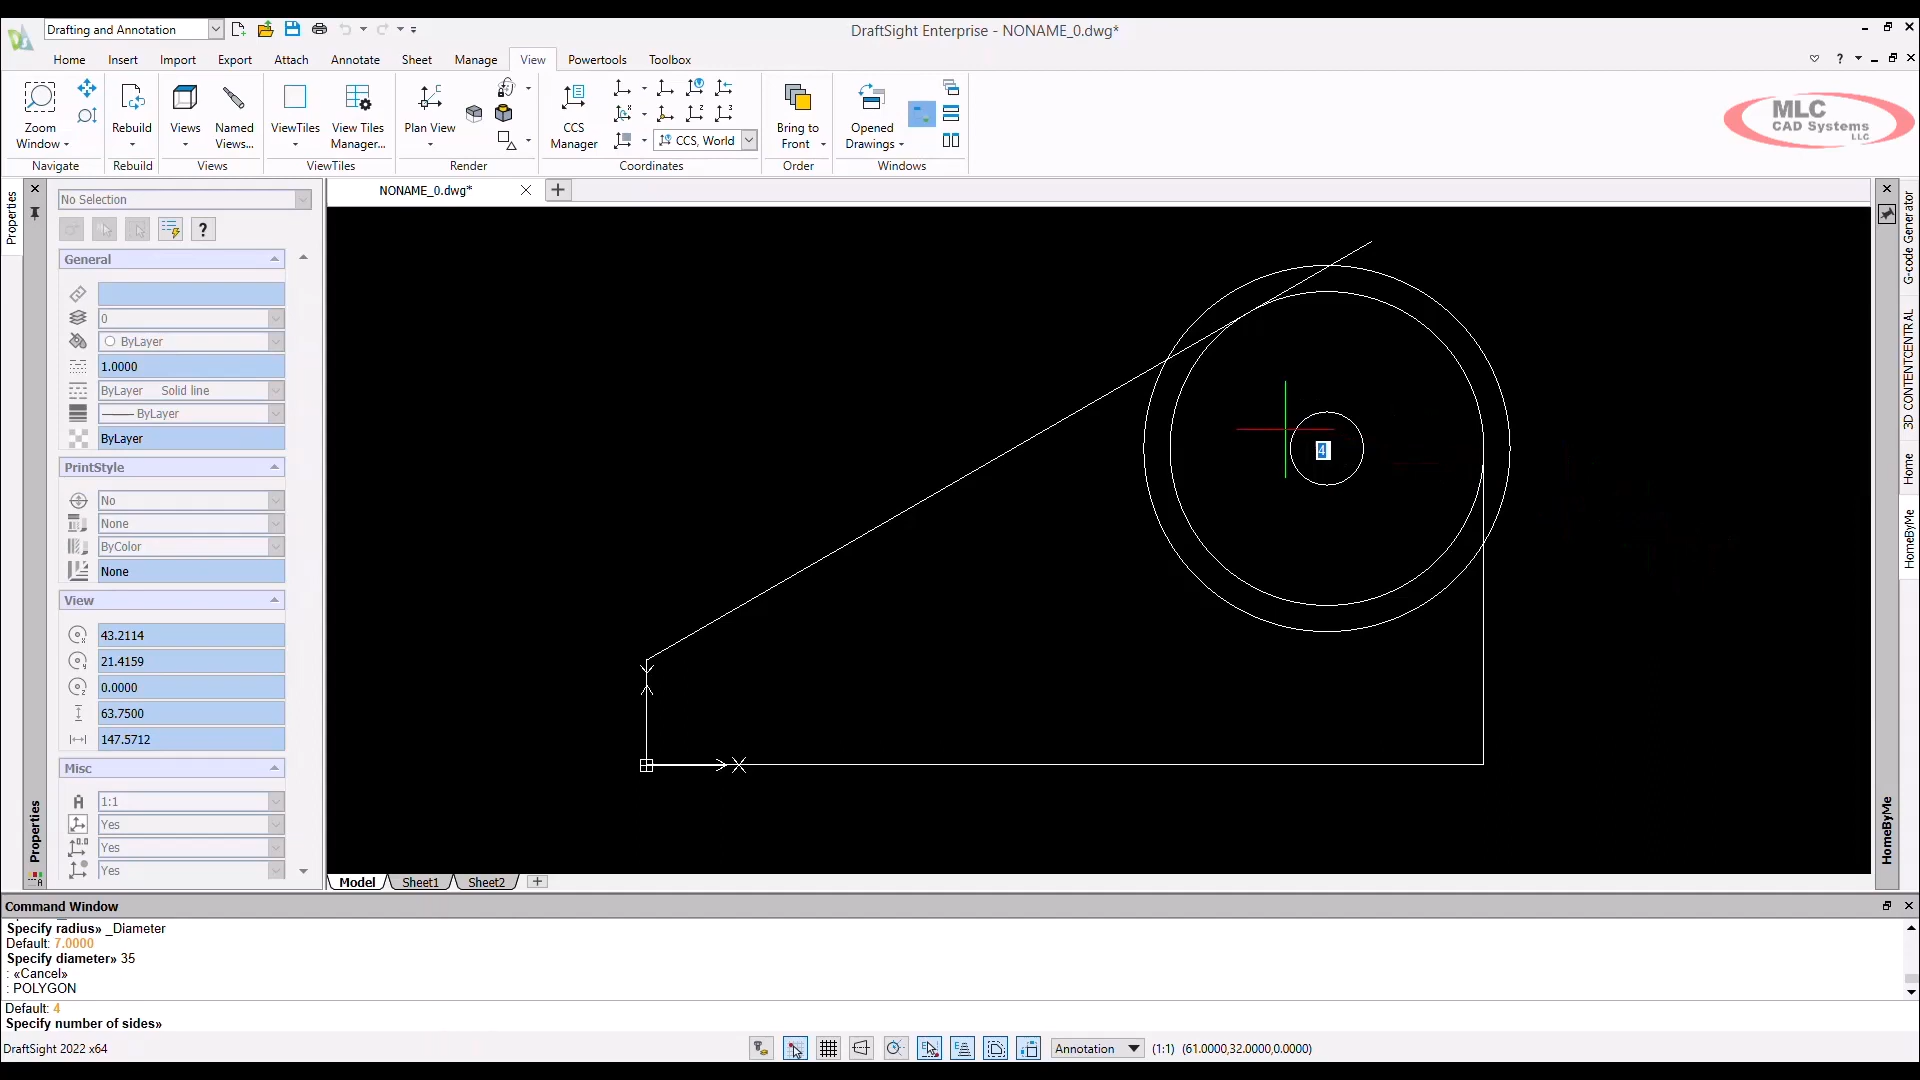 Drafting and Annotation
DraftSight Enterprise - NONAME_0.dwg*
Home Insert Import Export Attach Annotate Sheet Manage View Powertools Toolbox
?
Zoom Window
Rebuild
Views
Named Views...
ViewTiles
View Tiles Manager...
Plan View
CCS Manager
CCS, World
Bring to Front
Opened Drawings
Navigate Rebuild Views ViewTiles Render Coordinates Order Windows
MLC
CAD Systems
LLC
Properties
No Selection
?
NONAME_0.dwg*
General
0
ByLayer
1.0000
ByLayer Solid line
ByLayer
ByLayer
PrintStyle
No
None
ByColor
None
View
43.2114
21.4159
0.0000
63.7500
147.5712
Misc
1:1
Yes
Yes
Yes
Properties
4
Y
X
G-code Generator
3D CONTENTCENTRAL
Home
HomeByMe
HomeByMe
Model Sheet1 Sheet2
Command Window
Specify radius» _Diameter
Default: 7.0000
Specify diameter» 35
: «Cancel»
: POLYGON
Default: 4
Specify number of sides»
DraftSight 2022 x64
Annotation (1:1) (61.0000,32.0000,0.0000)